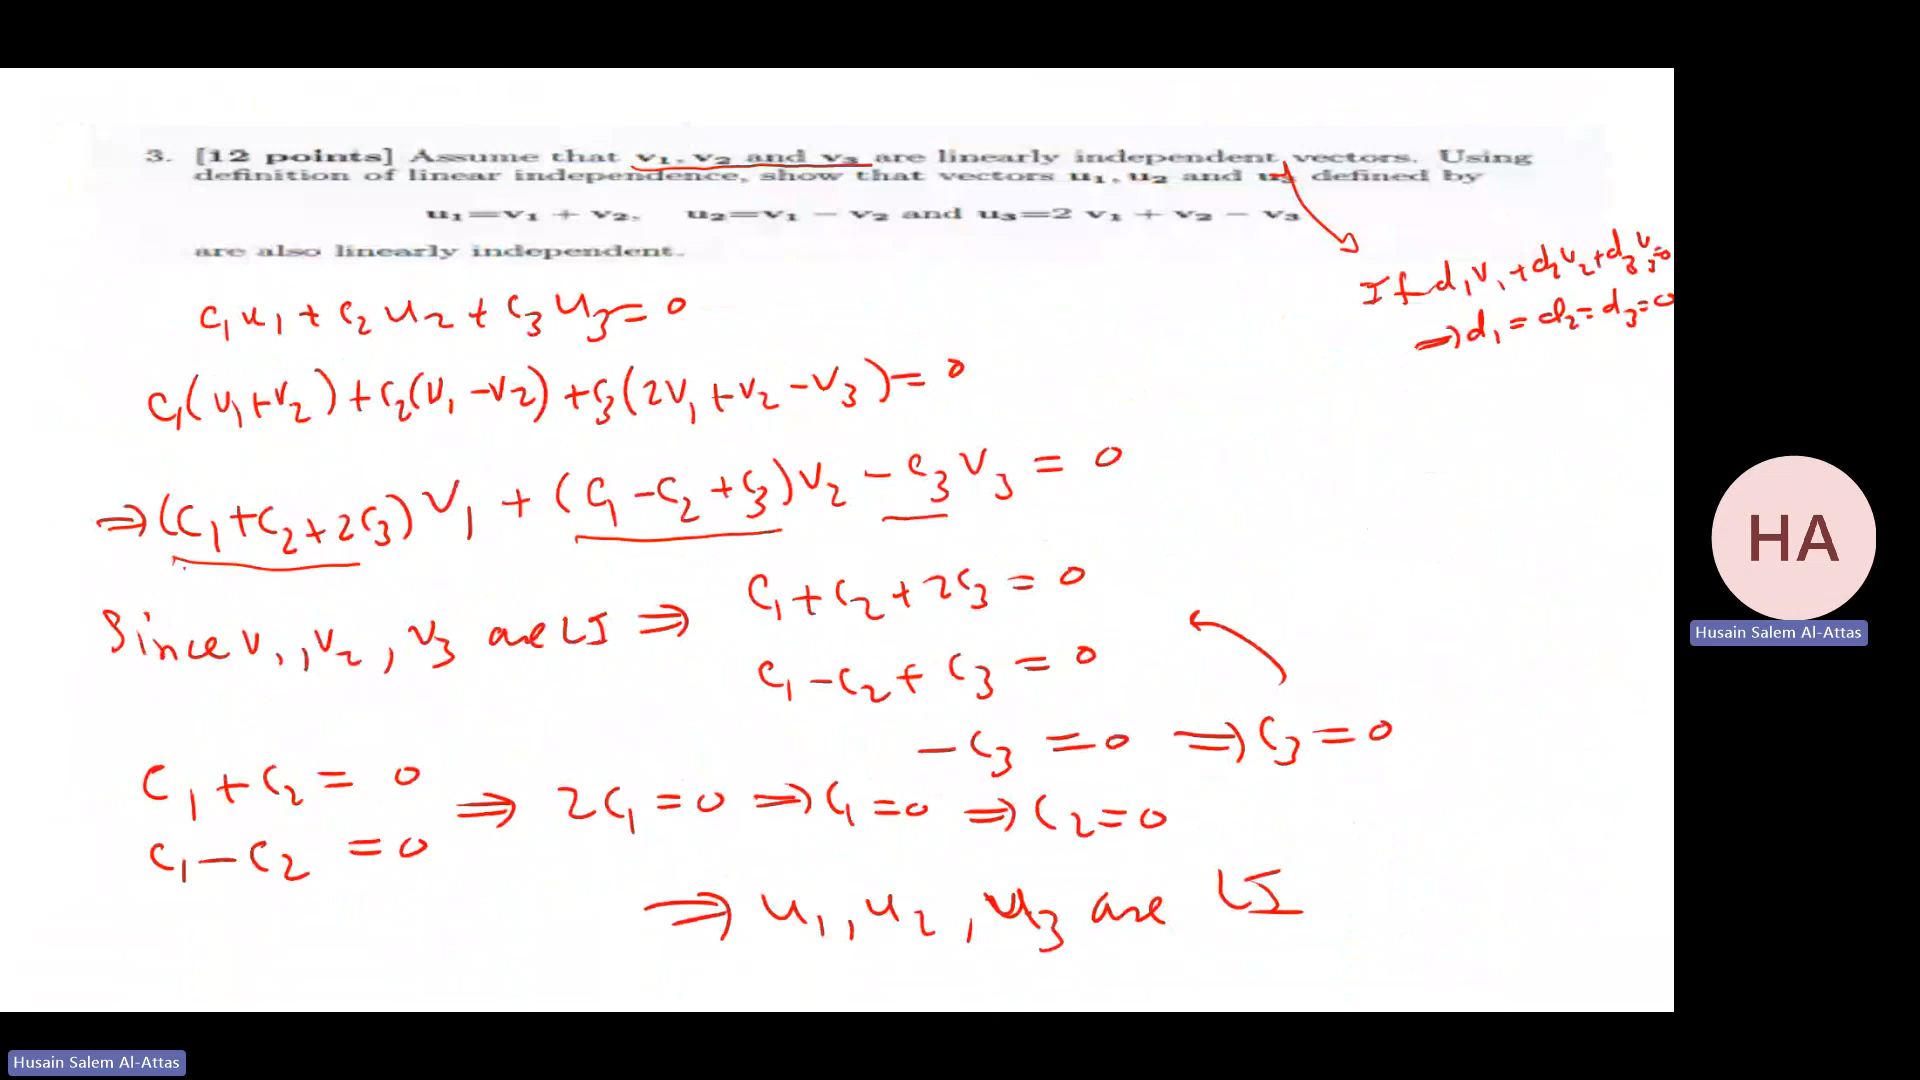 3. [12 points] Assume that v₁, v₂ and v₃ are linearly independent vectors. Using
definition of linear independence, show that vectors u₁, u₂ and u₃ defined by
u₁=v₁ + v₂, u₂=v₁ − v₂ and u₃=2 v₁ + v₂ − v₃
are also linearly independent.
If d₁v₁+d₂v₂+d₃v₃=0
⇒d₁=d₂=d₃=0
c₁u₁+c₂u₂+c₃u₃=0
c₁(v₁+v₂)+c₂(v₁−v₂)+c₃(2v₁+v₂−v₃)=0
⇒(c₁+c₂+2c₃)v₁+(c₁−c₂+c₃)v₂−c₃v₃=0
Since v₁,v₂,v₃ are LI ⇒ c₁+c₂+2c₃=0
c₁−c₂+c₃=0
−c₃=0 ⇒c₃=0
c₁+c₂=0
c₁−c₂=0
⇒ 2c₁=0 ⇒c₁=0 ⇒c₂=0
⇒ u₁,u₂,u₃ are LI
HA
Husain Salem Al-Attas
Husain Salem Al-Attas